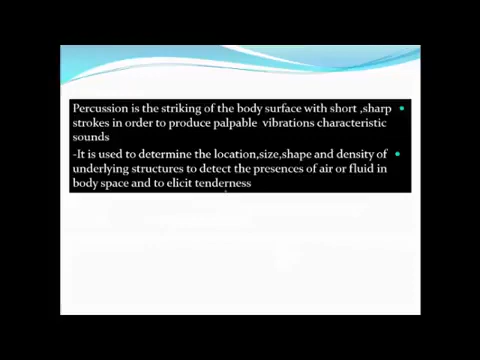 Percussion is the striking of the body surface with short ,sharp
strokes in order to produce palpable vibrations characteristic
sounds
-It is used to determine the location,size,shape and density of
underlying structures to detect the presences of air or fluid in
body space and to elicit tenderness